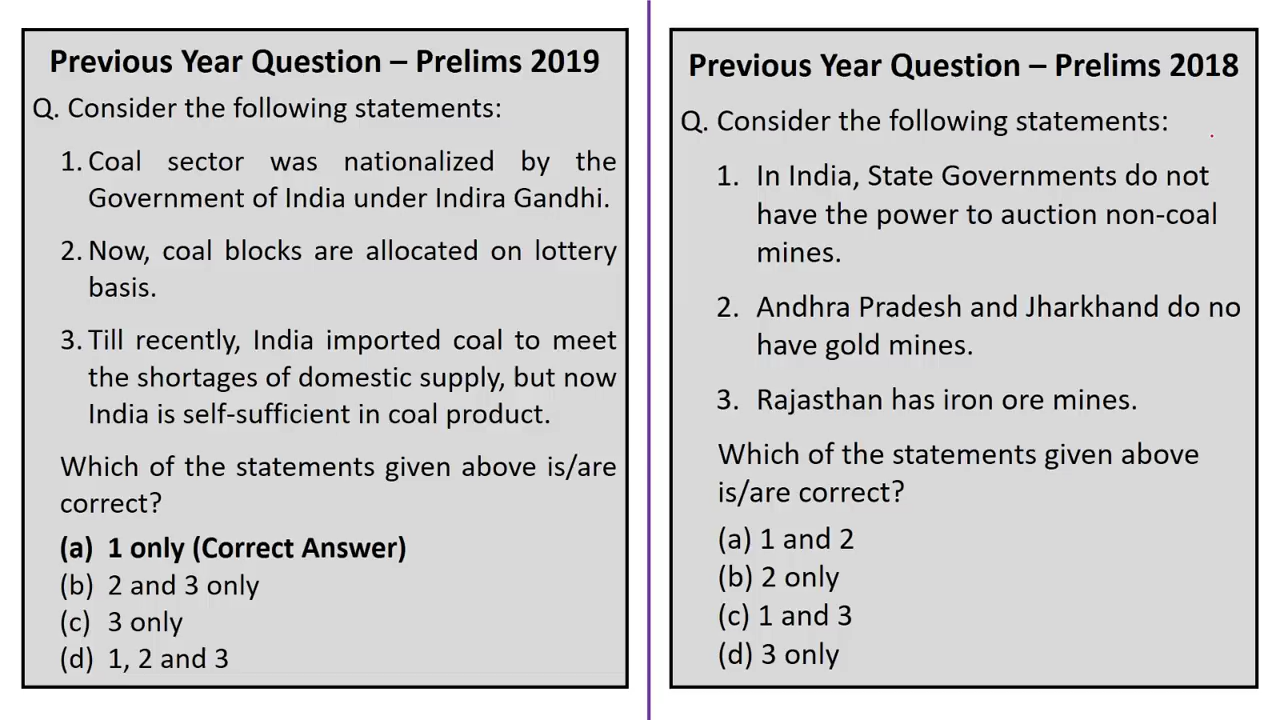 Previous Year Question – Prelims 2019
Q. Consider the following statements:
1. Coal sector was nationalized by the
Government of India under Indira Gandhi.
2. Now, coal blocks are allocated on lottery
basis.
3. Till recently, India imported coal to meet
the shortages of domestic supply, but now
India is self-sufficient in coal product.
Which of the statements given above is/are
correct?
(a) 1 only (Correct Answer)
(b) 2 and 3 only
(c) 3 only
(d) 1, 2 and 3
Previous Year Question – Prelims 2018
Q. Consider the following statements:
1. In India, State Governments do not
have the power to auction non-coal
mines.
2. Andhra Pradesh and Jharkhand do no
have gold mines.
3. Rajasthan has iron ore mines.
Which of the statements given above
is/are correct?
(a) 1 and 2
(b) 2 only
(c) 1 and 3
(d) 3 only